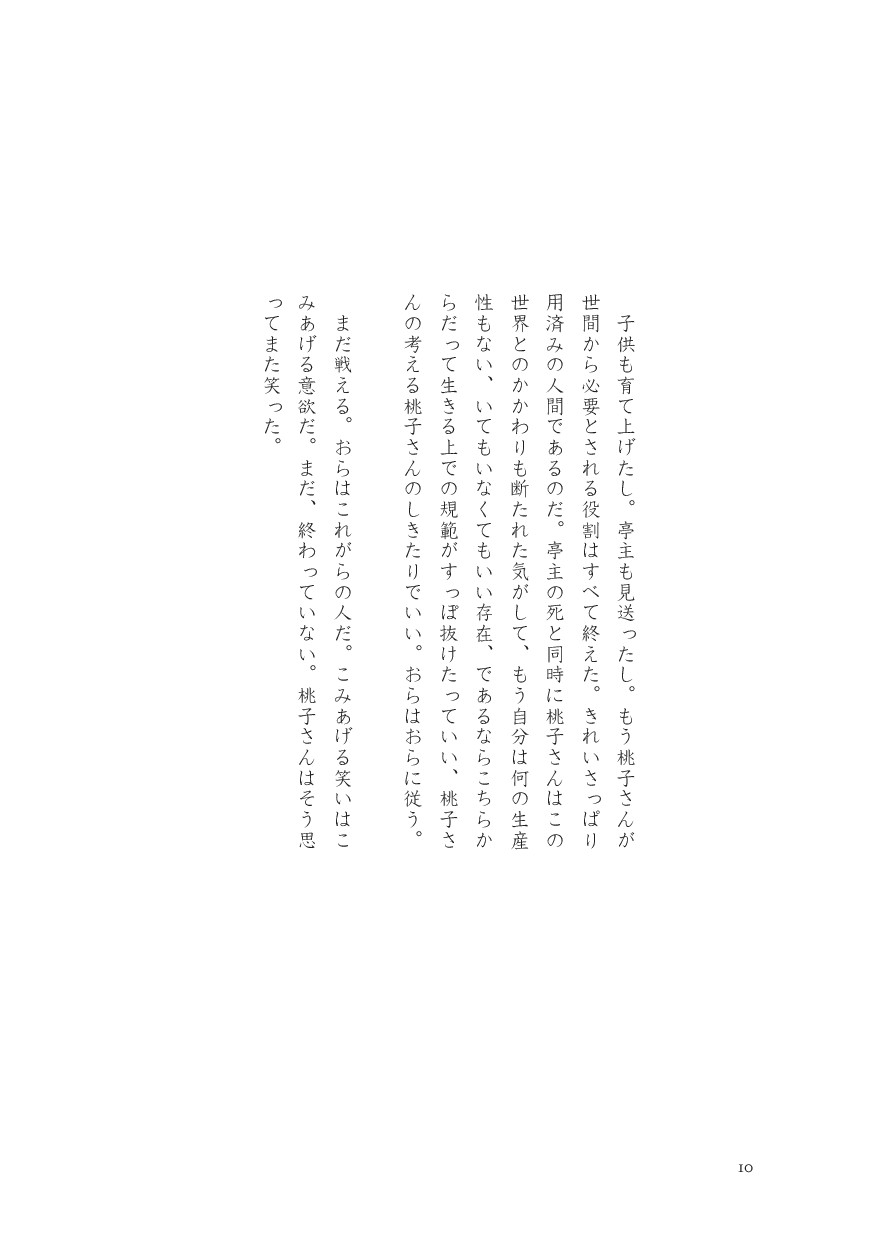 子供も育て上げたし。亭主も見送ったし。もう桃子さんが
世間から必要とされる役割はすべて終えた。きれいさっぱり
用済みの人間であるのだ。亭主の死と同時に桃子さんはこの
世界とのかかわりも断たれた気がして、もう自分は何の生産
性もない、いてもいなくてもいい存在、であるならこちらか
らだって生きる上での規範がすっぽ抜けたっていい、桃子さ
んの考える桃子さんのしきたりでいい。おらはおらに従う。
まだ戦える。おらはこれがらの人だ。こみあげる笑いはこ
みあげる意欲だ。まだ、終わっていない。桃子さんはそう思
ってまた笑った。
10